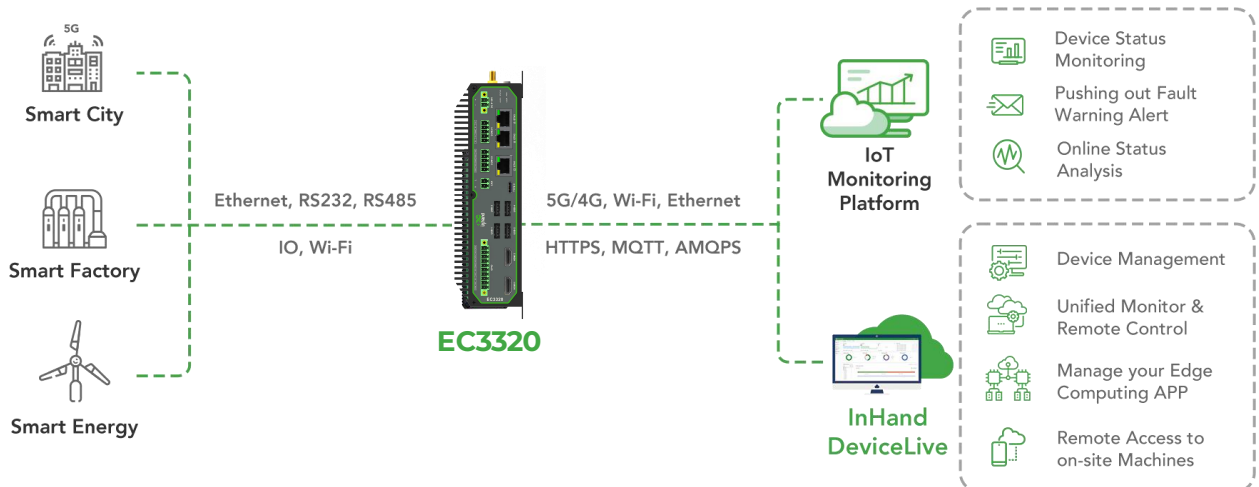 5G
Smart City
Smart Factory
Smart Energy
Ethernet, RS232, RS485
IO, Wi-Fi
EC3320
EC3320
5G/4G, Wi-Fi, Ethernet
HTTPS, MQTT, AMQPS
IoT
Monitoring
Platform
InHand
DeviceLive
Device Status
Monitoring
Pushing out Fault
Warning Alert
Online Status
Analysis
Device Management
Unified Monitor &
Remote Control
Manage your Edge
Computing APP
Remote Access to
on-site Machines